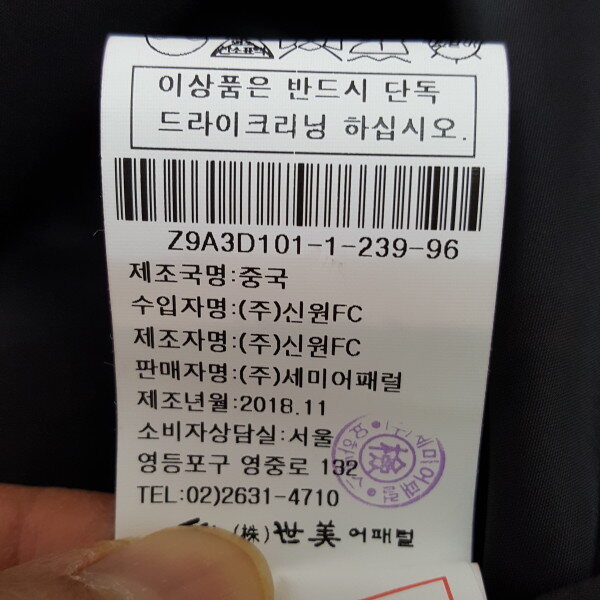 이상품은 반드시 단독
드라이크리닝 하십시오.
Z9A3D101-1-239-96
제조국명:중국
수입자명:(주)신원FC
제조자명:(주)신원FC
판매자명:(주)세미어패럴
제조년월:2018.11
소비자상담실:서울
영등포구 영중로 132
TEL:02)2631-4710
(株)世美어패럴